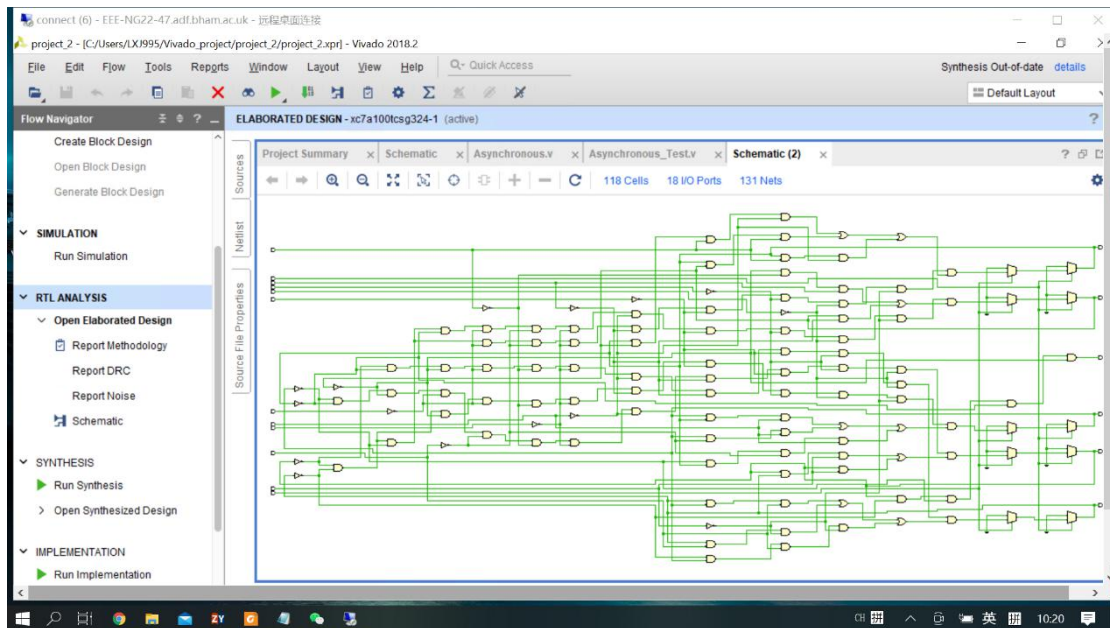 connect (6) - EEE-NG22-47.adf.bham.ac.uk - 远程桌面连接
project_2 - [C:/Users/LXJ995/Vivado_project/project_2/project_2.xpr] - Vivado 2018.2
File Edit Flow Tools Reports Window Layout View Help Quick Access Synthesis Out-of-date details
Default Layout
Flow Navigator ? ELABORATED DESIGN - xc7a100tcsg324-1 (active) ?
Create Block Design
Open Block Design
Generate Block Design
SIMULATION
Run Simulation
RTL ANALYSIS
Open Elaborated Design
Report Methodology
Report DRC
Report Noise
Schematic
SYNTHESIS
Run Synthesis
Open Synthesized Design
IMPLEMENTATION
Run Implementation
Sources
Netlist
Source File Properties
Project Summary Schematic Asynchronous.v Asynchronous_Test.v Schematic (2) ?
118 Cells 18 I/O Ports 131 Nets
ZY CH 英 拼 10:20